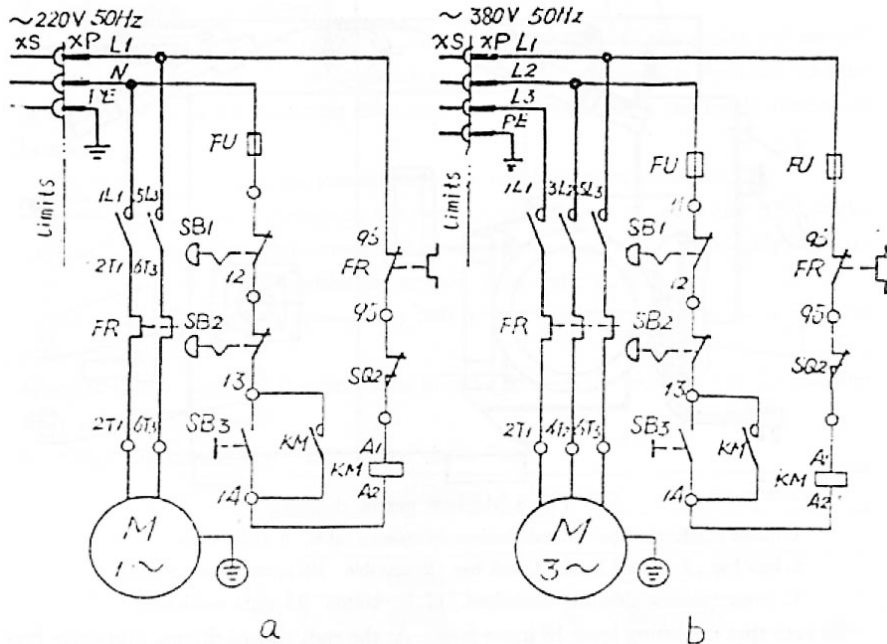 ~220V 50Hz
XS XP L1
N
PE
Limits
FU
1L1 5L3
SB1
12
2T1 6T3
FR
SB2
13
2T1 6T3
SB3
KM
14
M
1~
FR
95
SQ2
A1
KM
A2
a
~380V 50Hz
XS XP L1
L2
L3
PE
Limits
FU
FU
1L1 3L2 5L3
11
SB1
12
FR
SB2
13
2T1 4T2 6T3
SB3
KM
14
M
3~
FR
95
SQ2
A1
KM
A2
b